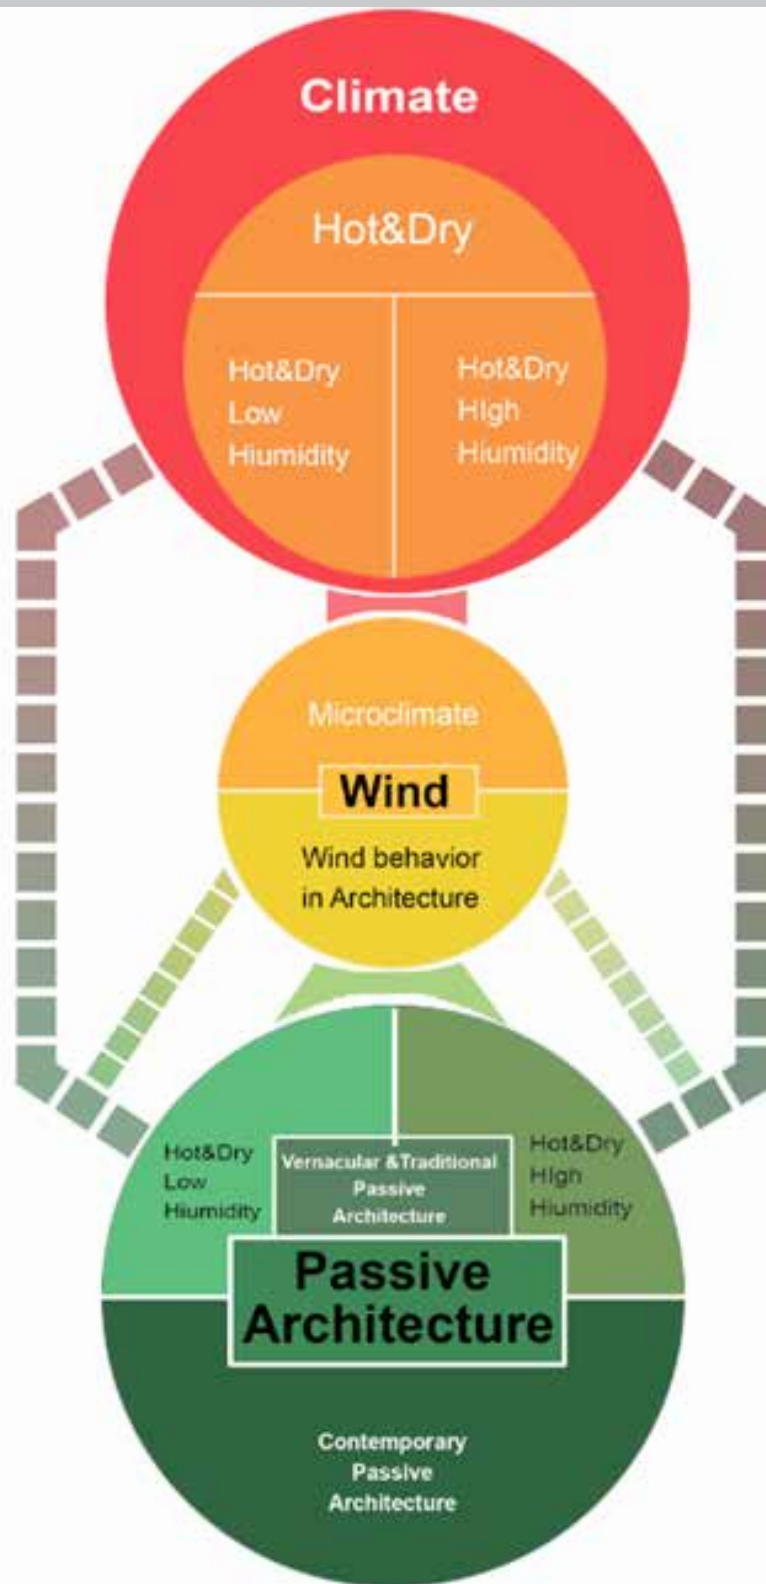 Climate
Hot&Dry
Hot&Dry
Low
Hiumidity
Hot&Dry
HIgh
Hiumidity
Microclimate
Wind
Wind behavior
in Architecture
Hot&Dry
Low
Hiumidity
Vernacular &Traditional
Passive
Architecture
Hot&Dry
HIgh
Hiumidity
Passive
Architecture
Contemporary
Passive
Architecture